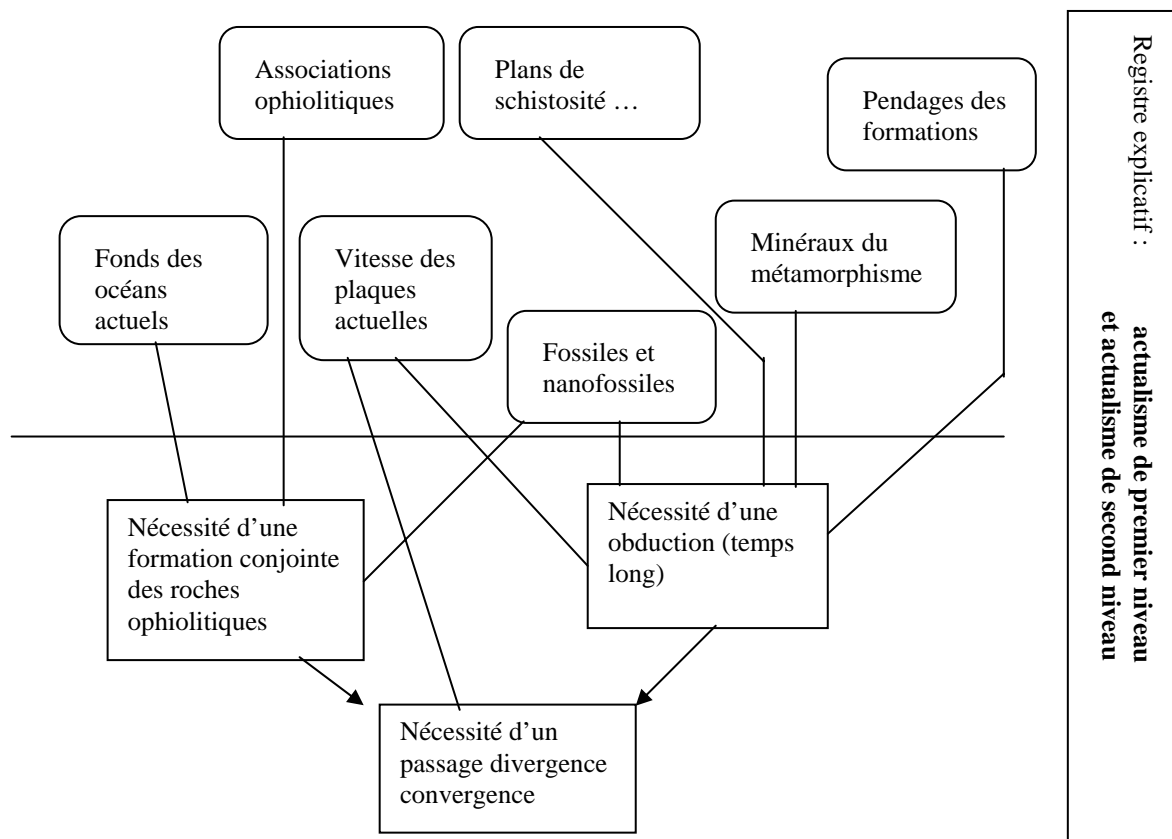 Associations
ophiolitiques
Plans de
schistosité …
Pendages des
formations
Fonds des
océans
actuels
Vitesse des
plaques
actuelles
Minéraux du
métamorphisme
Fossiles et
nanofossiles
Nécessité d’une
formation conjointe
des roches
ophiolitiques
Nécessité d’une
obduction (temps
long)
Nécessité d’un
passage divergence
convergence
Registre explicatif :
actualisme de premier niveau
et actualisme de second niveau